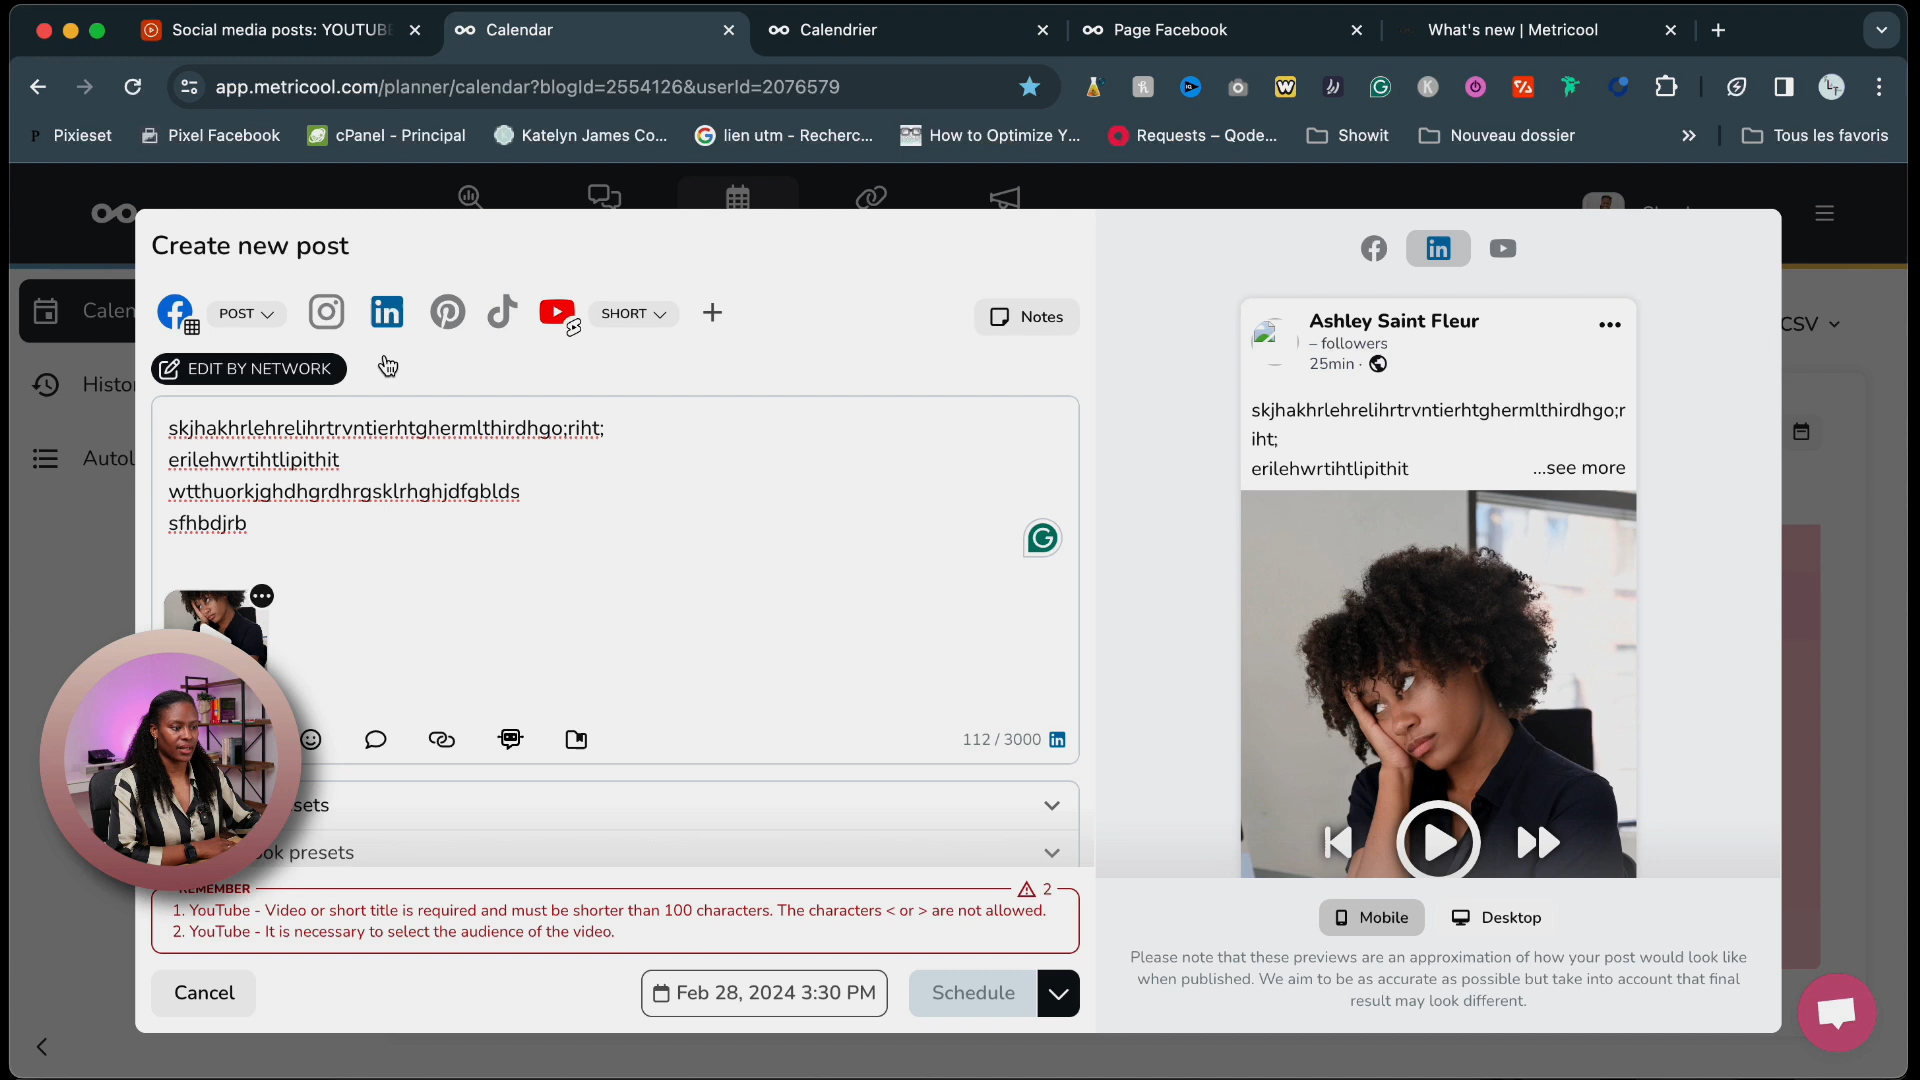 Social media posts: YOUTUB
Calendar
Calendrier
Page Facebook
What's new | Metricool
app.metricool.com/planner/calendar?blogId=2554126&userId=2076579
Pixieset
Pixel Facebook
cPanel - Principal
Katelyn James Co...
lien utm - Recherc...
How to Optimize Y...
Requests – Qode...
Showit
Nouveau dossier
Tous les favoris
Create new post
POST
SHORT
Notes
EDIT BY NETWORK
Calen
Histo
Autol
CSV
skjhakhrlehrelihrtrvntierhtghermlthirdhgo;riht;
erilehwrtihtlipithit
wtthuorkjghdhgrdhrgsklrhghjdfgblds
sfhbdjrb
112 / 3000
sets
ok presets
REMEMBER
2
1. YouTube - Video or short title is required and must be shorter than 100 characters. The characters < or > are not allowed.
2. YouTube - It is necessary to select the audience of the video.
Cancel
Feb 28, 2024 3:30 PM
Schedule
Ashley Saint Fleur
– followers
25min ·
skjhakhrlehrelihrtrvntierhtghermlthirdhgo;r
iht;
erilehwrtihtlipithit
...see more
Mobile
Desktop
Please note that these previews are an approximation of how your post would look like
when published. We aim to be as accurate as possible but take into account that final
result may look different.